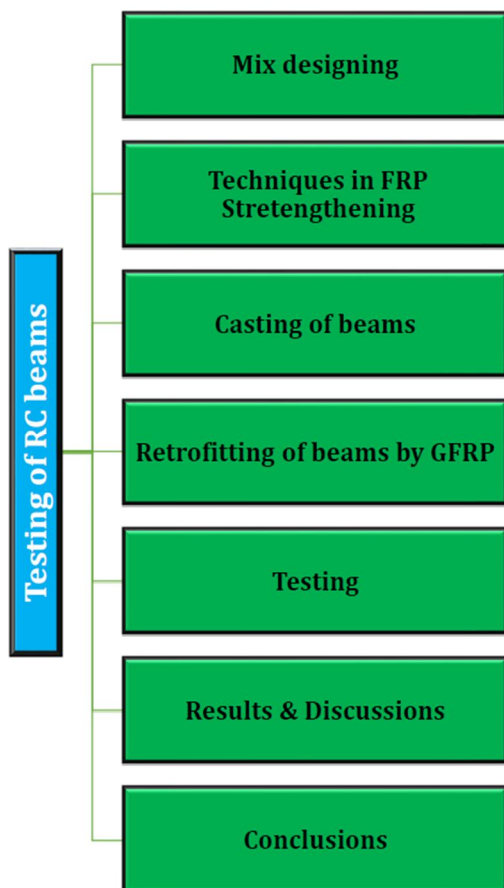 Testing of RC beams
Mix designing
Techniques in FRP
Stretengthening
Casting of beams
Retrofitting of beams by GFRP
Testing
Results & Discussions
Conclusions